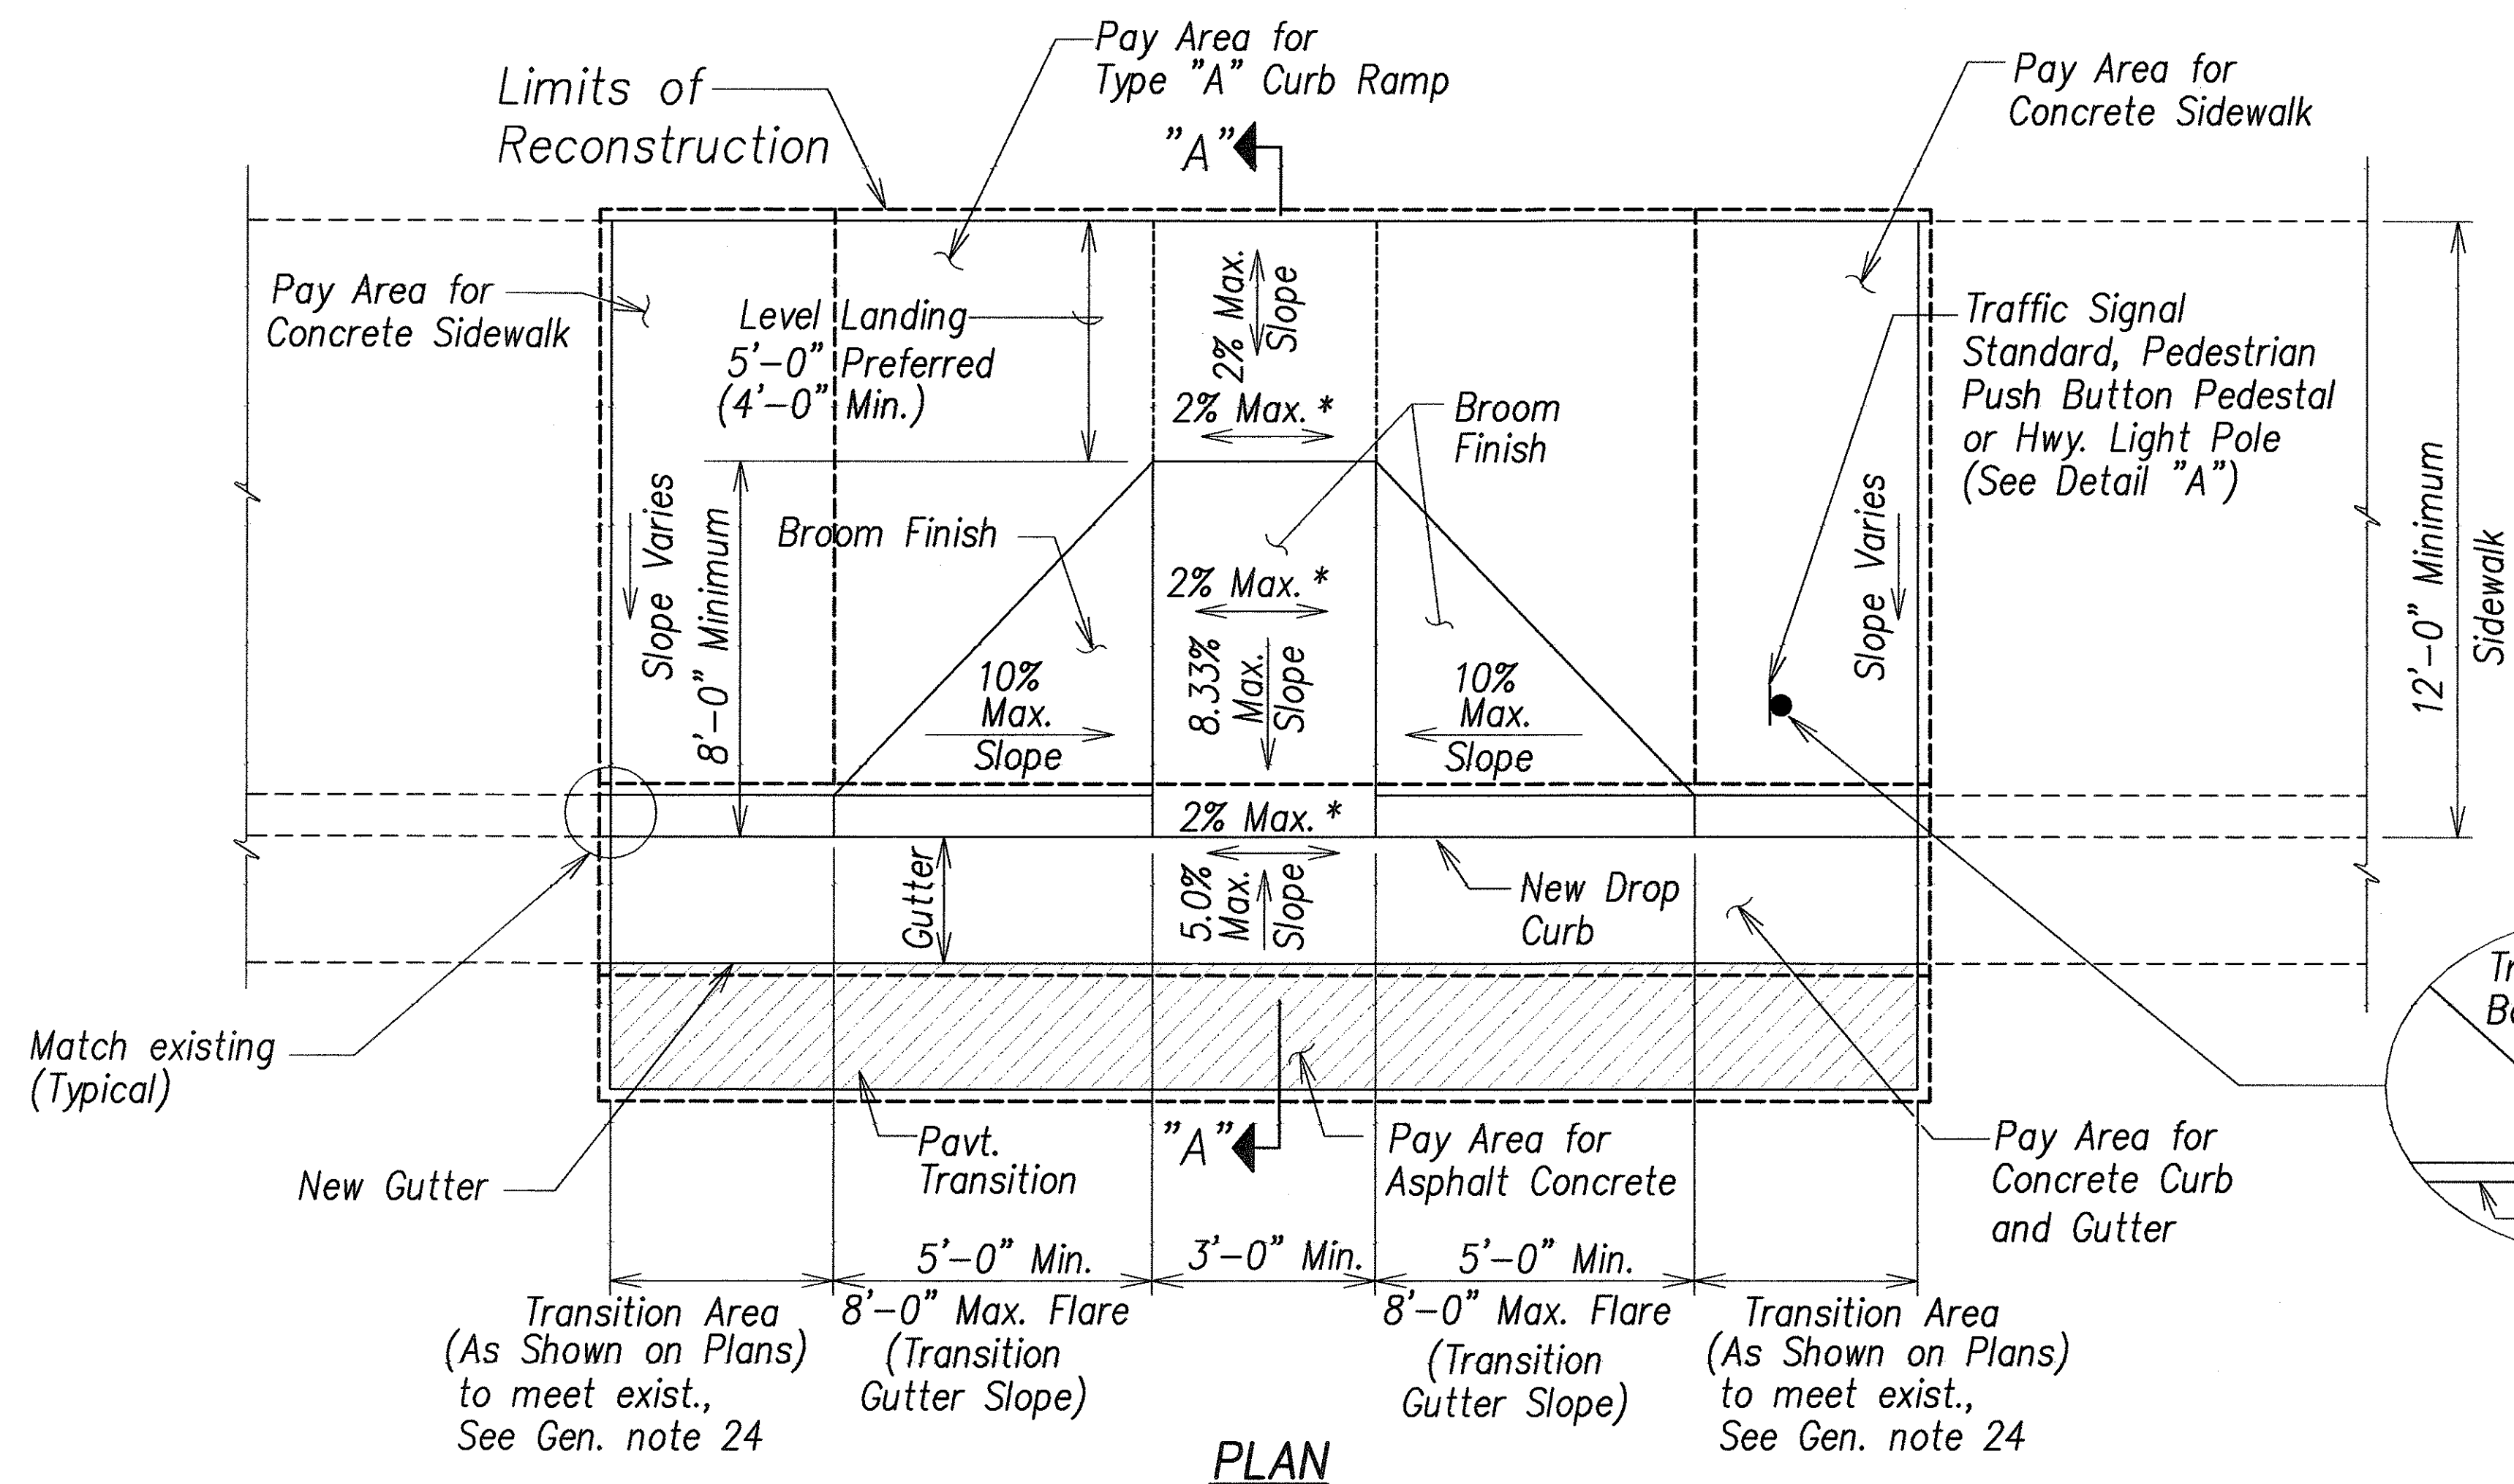 Pay Area for
Type "A" Curb Ramp
Limits of
Reconstruction
"A"
Pay Area for
Concrete Sidewalk
Pay Area for
Concrete Sidewalk
Level Landing
5'-0" Preferred
(4'-0" Min.)
2% Max.
Slope
2% Max. *
Broom
Finish
Traffic Signal
Standard, Pedestrian
Push Button Pedestal
or Hwy. Light Pole
(See Detail "A")
Slope Varies
8'-0" Minimum
Broom Finish
2% Max. *
8.33%
Max.
Slope
10%
Max.
Slope
10%
Max.
Slope
Slope Varies
12'-0" Minimum
Sidewalk
2% Max. *
Gutter
5.0%
Max.
Slope
New Drop
Curb
Match existing
(Typical)
New Gutter
Pavt.
Transition
"A"
Pay Area for
Asphalt Concrete
Pay Area for
Concrete Curb
and Gutter
5'-0" Min.
3'-0" Min.
5'-0" Min.
Transition Area
(As Shown on Plans)
to meet exist.,
See Gen. note 24
8'-0" Max. Flare
(Transition
Gutter Slope)
8'-0" Max. Flare
(Transition
Gutter Slope)
Transition Area
(As Shown on Plans)
to meet exist.,
See Gen. note 24
PLAN